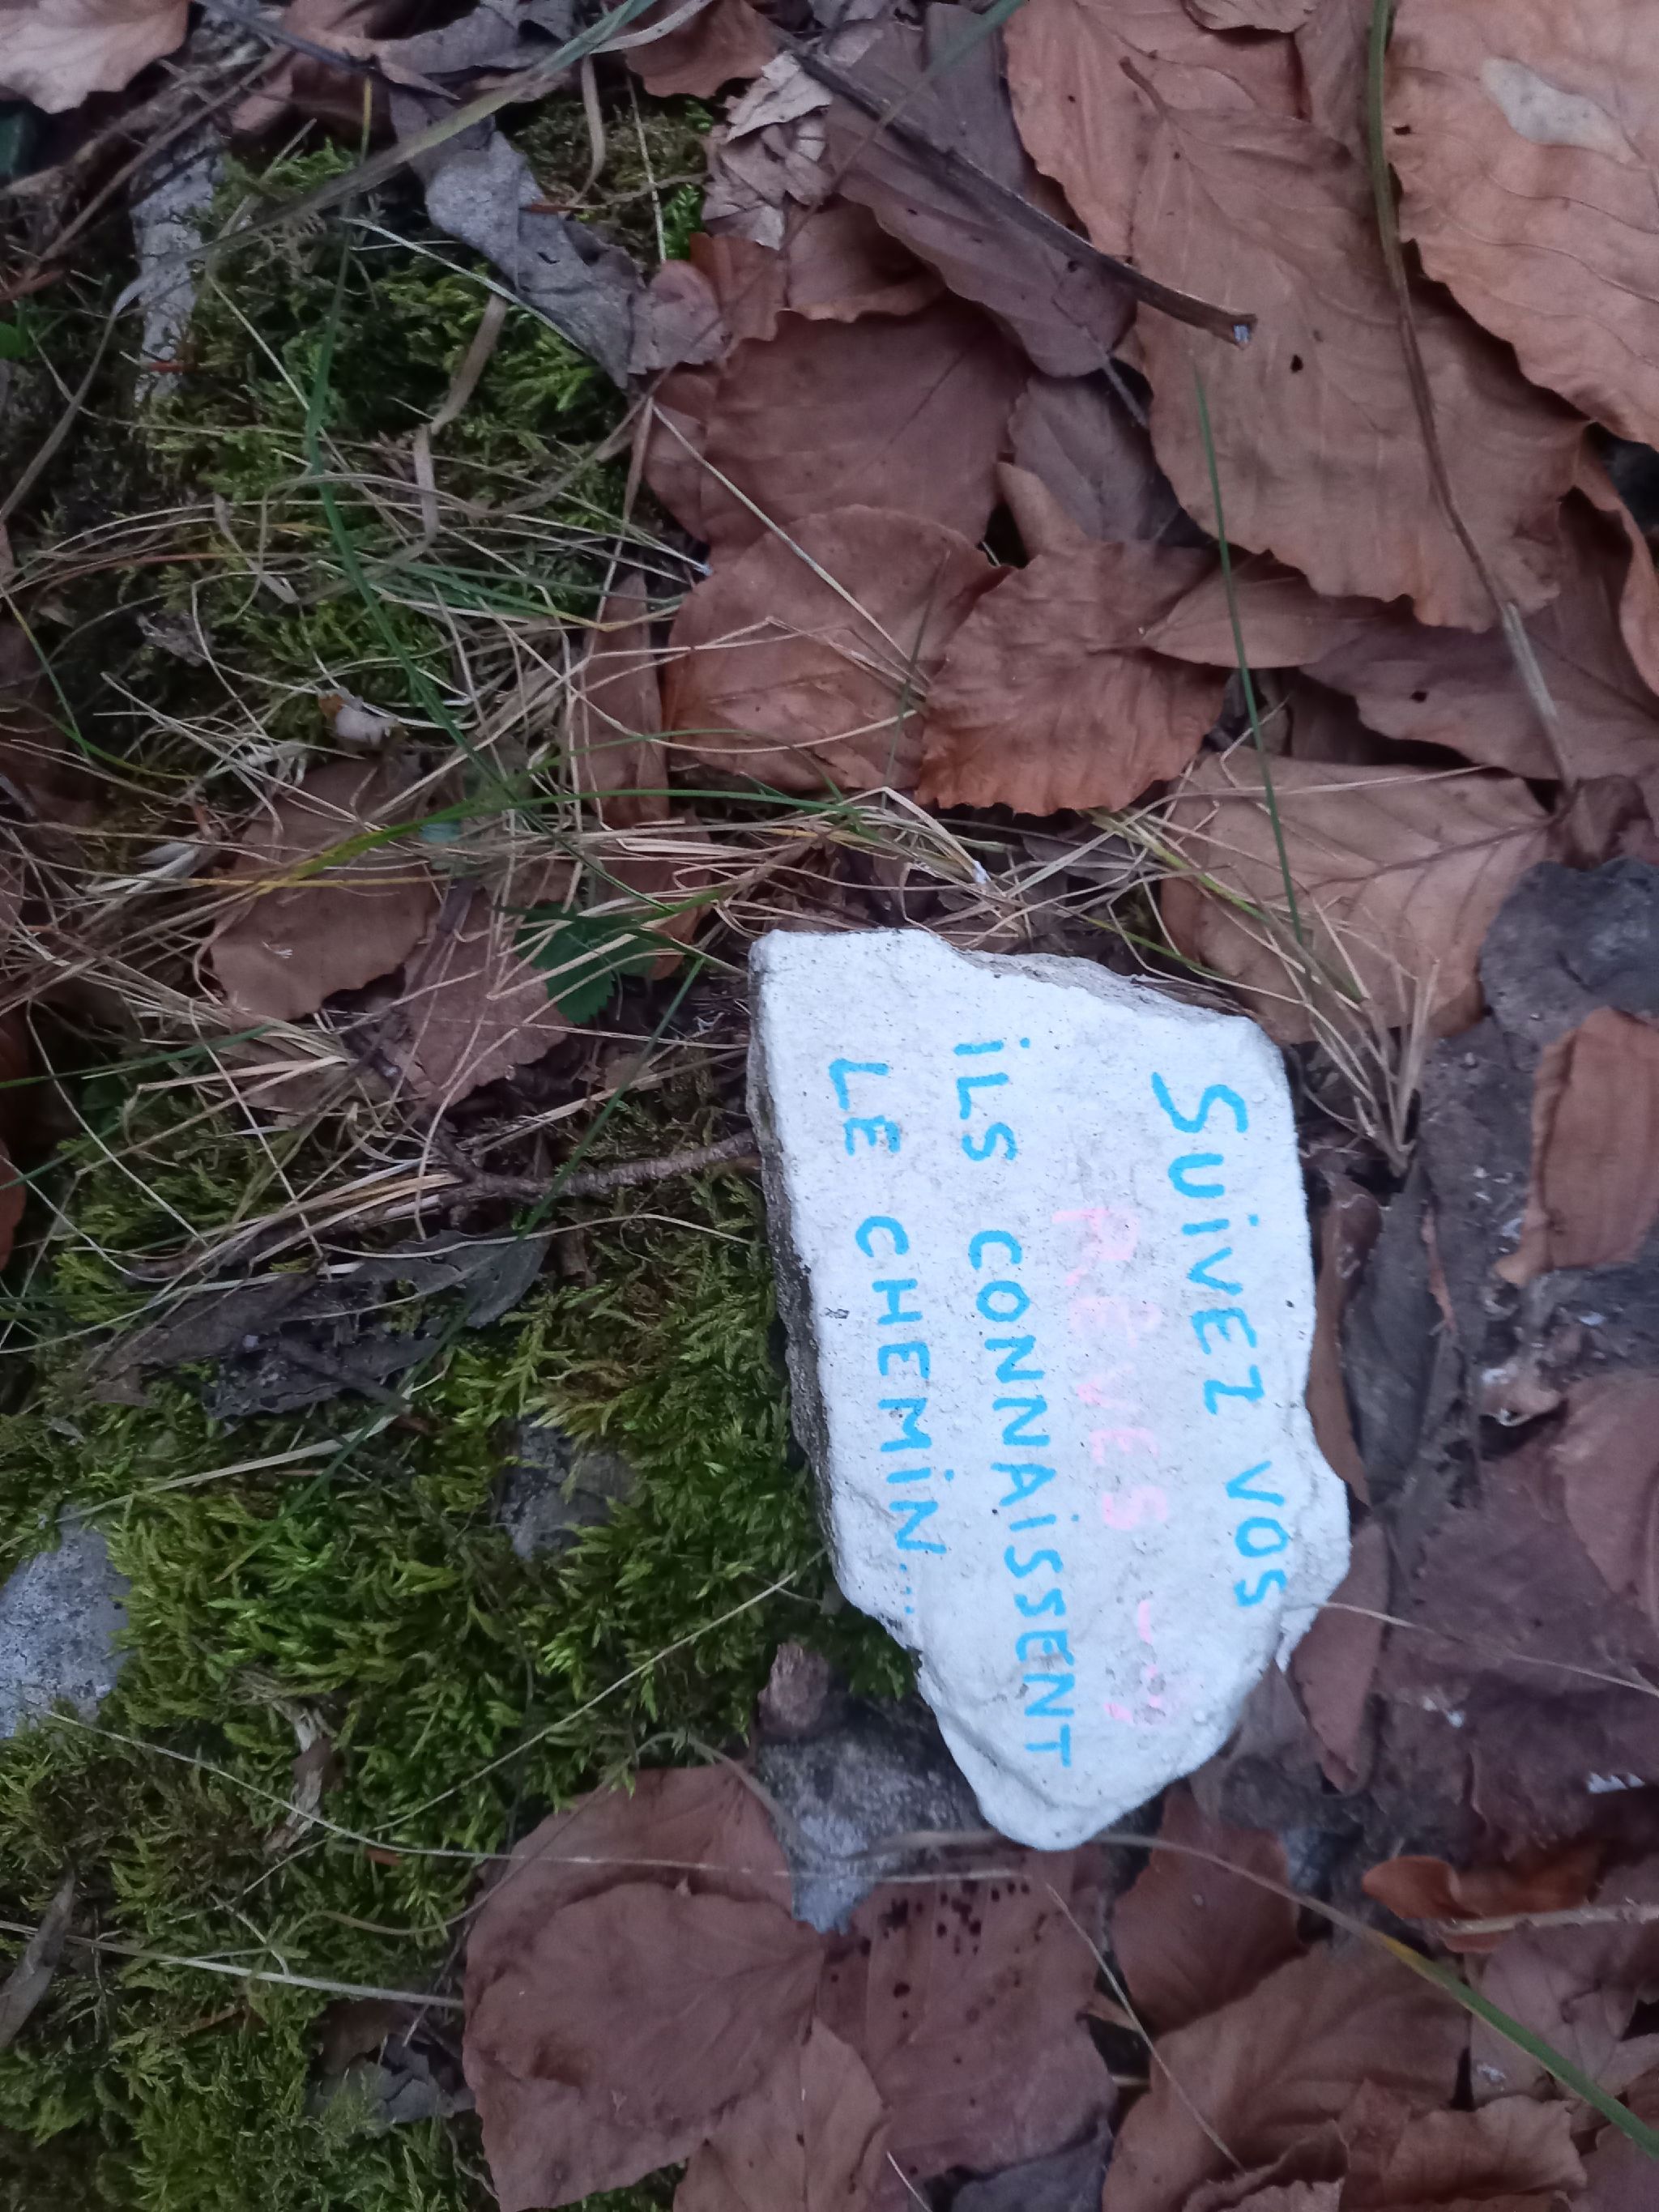 SUiVEZ VOS
RÊVES ...
iLS CONNAiSSENT
LE CHEMiN....